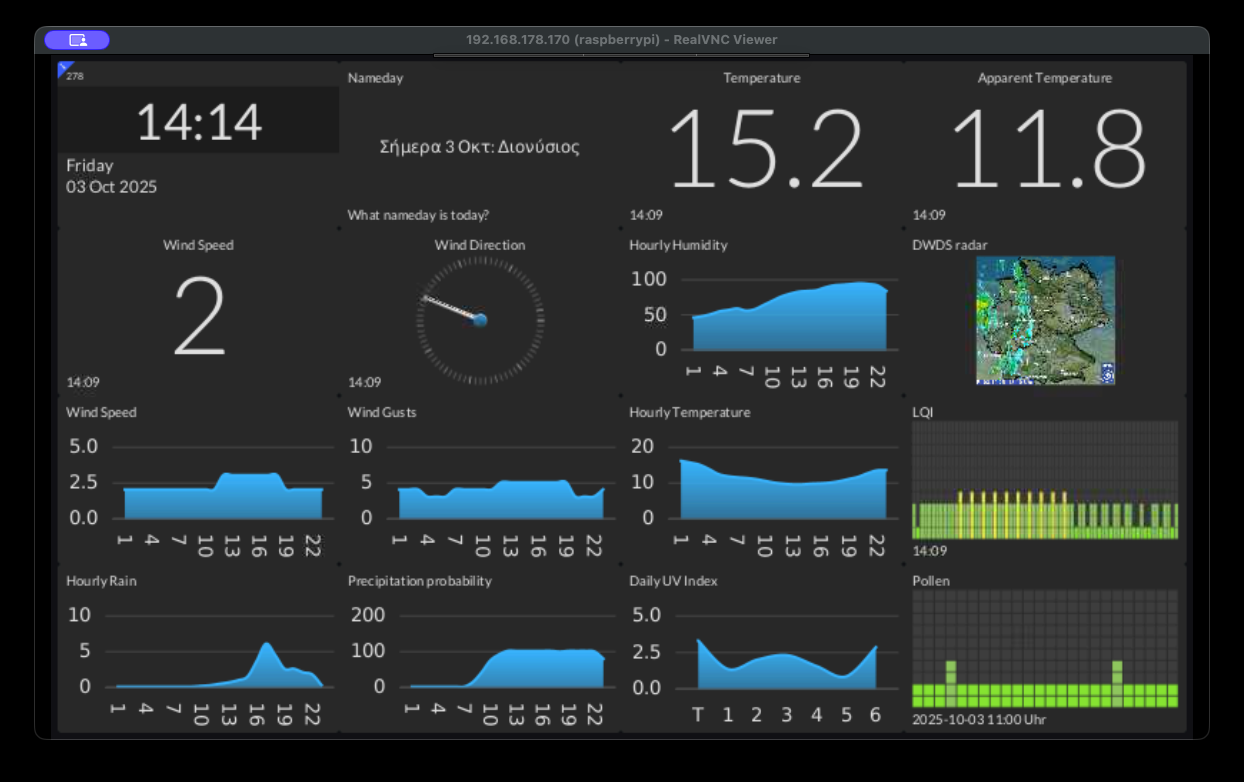 192.168.178.170 (raspberrypi) - RealVNC Viewer
278
14:14
Friday
03 Oct 2025
Nameday
Σήμερα 3 Οκτ: Διονύσιος
What nameday is today?
Temperature
15.2
14:09
Apparent Temperature
11.8
14:09
Wind Speed
2
14:09
Wind Direction
14:09
Hourly Humidity
100
50
0
1 4 7 10 13 16 19 22
DWDS radar
Wind Speed
5.0
2.5
0.0
1 4 7 10 13 16 19 22
Wind Gusts
10
5
0
1 4 7 10 13 16 19 22
Hourly Temperature
20
10
0
1 4 7 10 13 16 19 22
LQI
14:09
Hourly Rain
10
5
0
1 4 7 10 13 16 19 22
Precipitation probability
200
100
0
1 4 7 10 13 16 19 22
Daily UV Index
5.0
2.5
0.0
T 1 2 3 4 5 6
Pollen
2025-10-03 11:00 Uhr